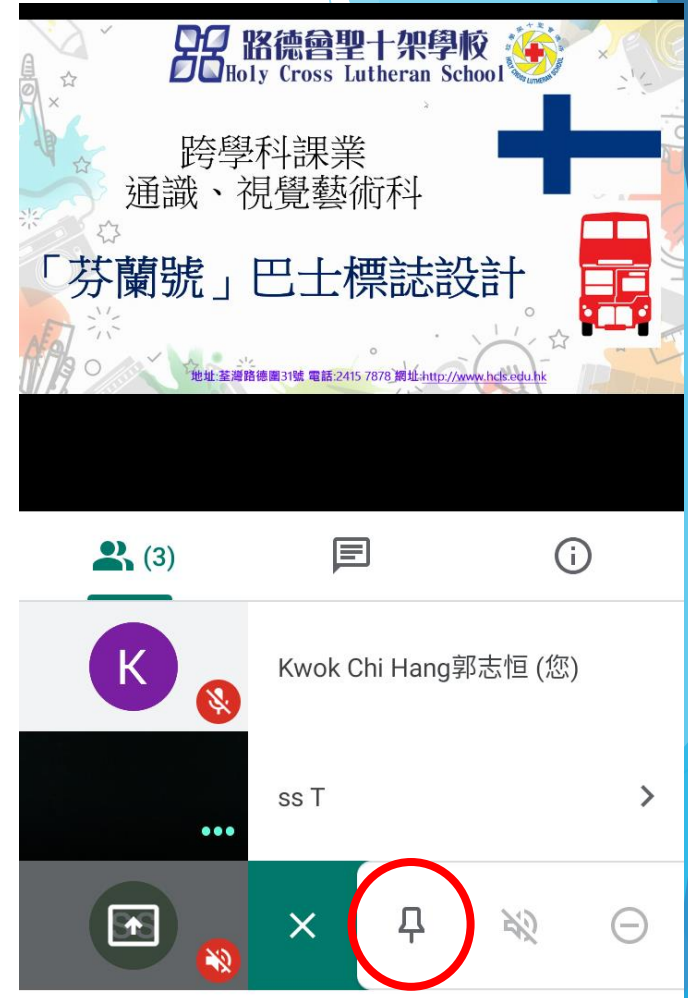 路德會聖十架學校
Holy Cross Lutheran School
跨學科課業
通識、視覺藝術科
「芬蘭號」巴士標誌設計
地址:荃灣路德圍31號 電話:2415 7878 網址:http://www.hcls.edu.hk
(3)
K
Kwok Chi Hang郭志恒 (您)
ss T